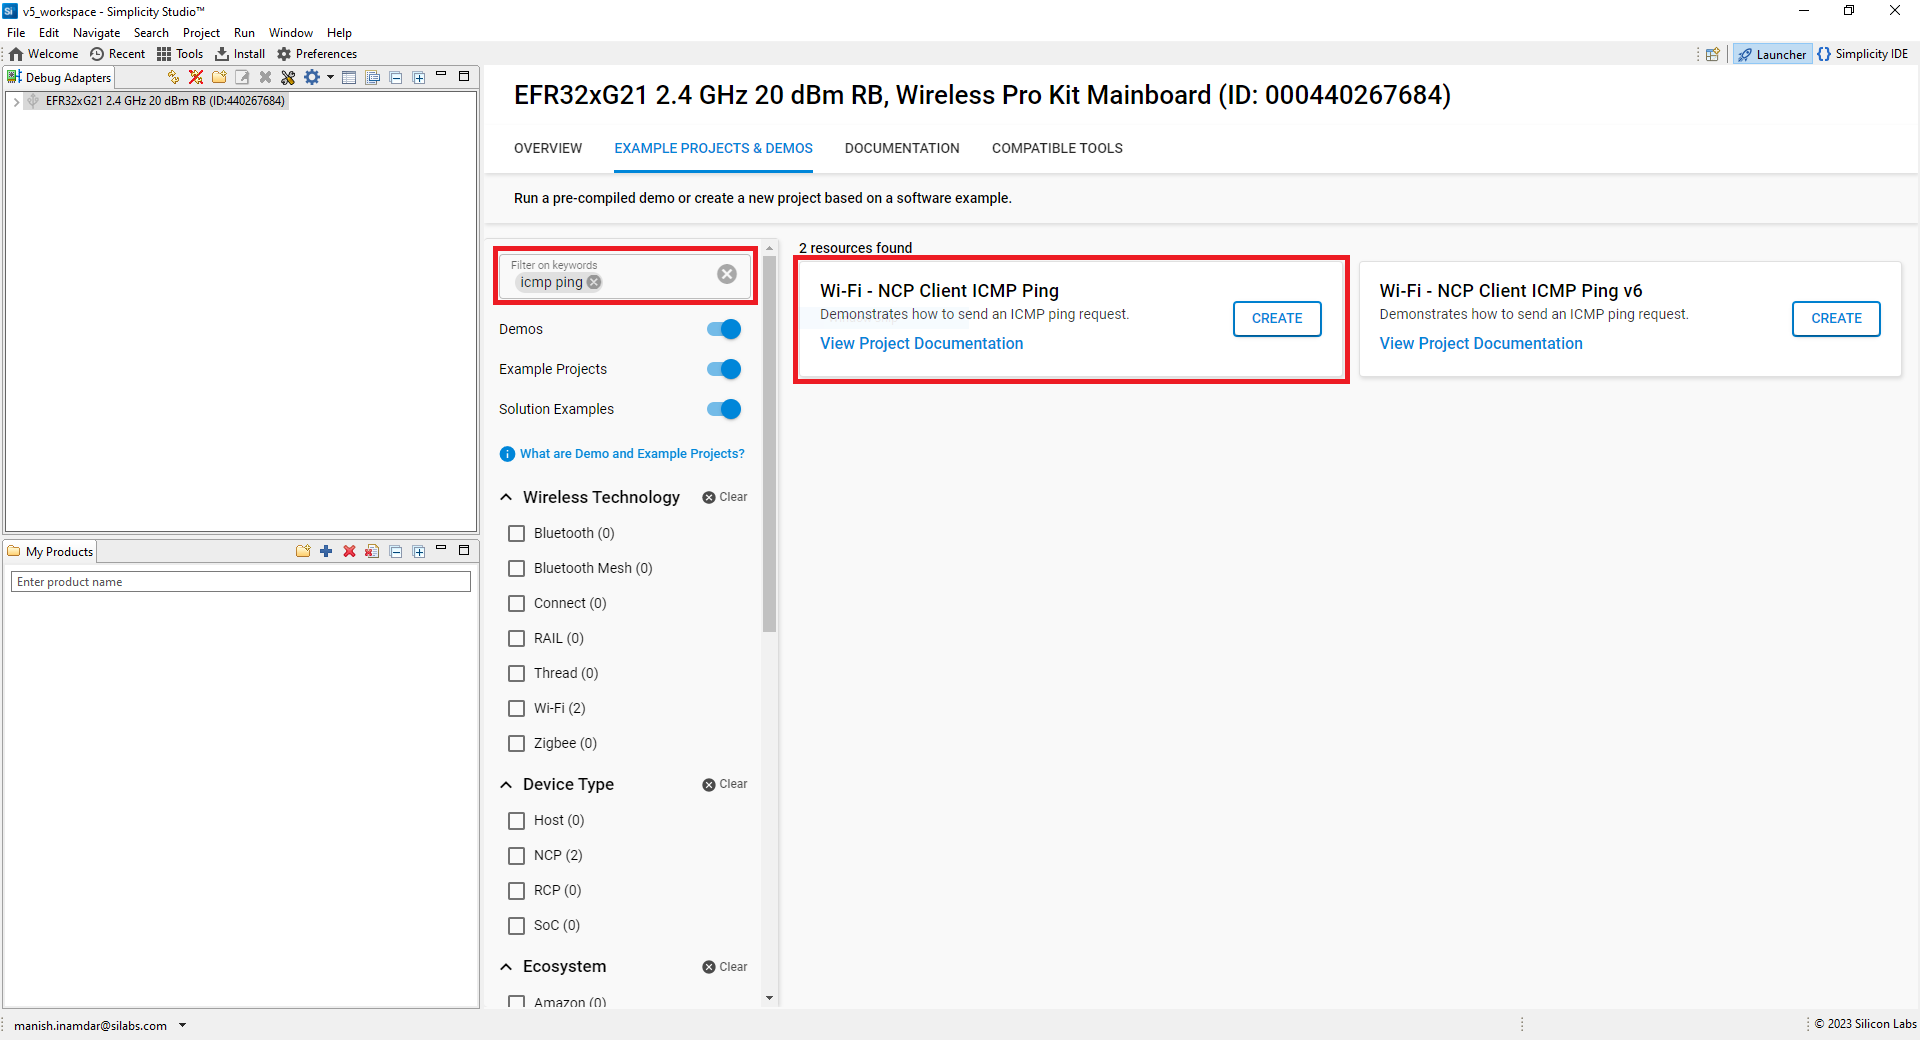 v5_workspace - Simplicity Studio™
File Edit Navigate Search Project Run Window Help
Welcome Recent Tools Install Preferences
Launcher Simplicity IDE
Debug Adapters
EFR32xG21 2.4 GHz 20 dBm RB (ID:440267684)
My Products
Enter product name
EFR32xG21 2.4 GHz 20 dBm RB, Wireless Pro Kit Mainboard (ID: 000440267684)
OVERVIEW EXAMPLE PROJECTS & DEMOS DOCUMENTATION COMPATIBLE TOOLS
Run a pre-compiled demo or create a new project based on a software example.
Filter on keywords
icmp ping
Demos
Example Projects
Solution Examples
What are Demo and Example Projects?
Wireless Technology Clear
Bluetooth (0)
Bluetooth Mesh (0)
Connect (0)
RAIL (0)
Thread (0)
Wi-Fi (2)
Zigbee (0)
Device Type Clear
Host (0)
NCP (2)
RCP (0)
SoC (0)
Ecosystem Clear
Amazon (0)
2 resources found
Wi-Fi - NCP Client ICMP Ping
Demonstrates how to send an ICMP ping request.
View Project Documentation
CREATE
Wi-Fi - NCP Client ICMP Ping v6
Demonstrates how to send an ICMP ping request.
View Project Documentation
CREATE
manish.inamdar@silabs.com
© 2023 Silicon Labs